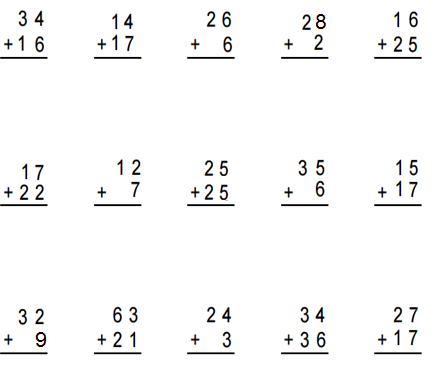 34 14 26 28 16
+16 +17 + 6 + 2 +25
17 12 25 35 15
+22 + 7 +25 + 6 +17
32 63 24 34 27
+ 9 +21 + 3 +36 +17